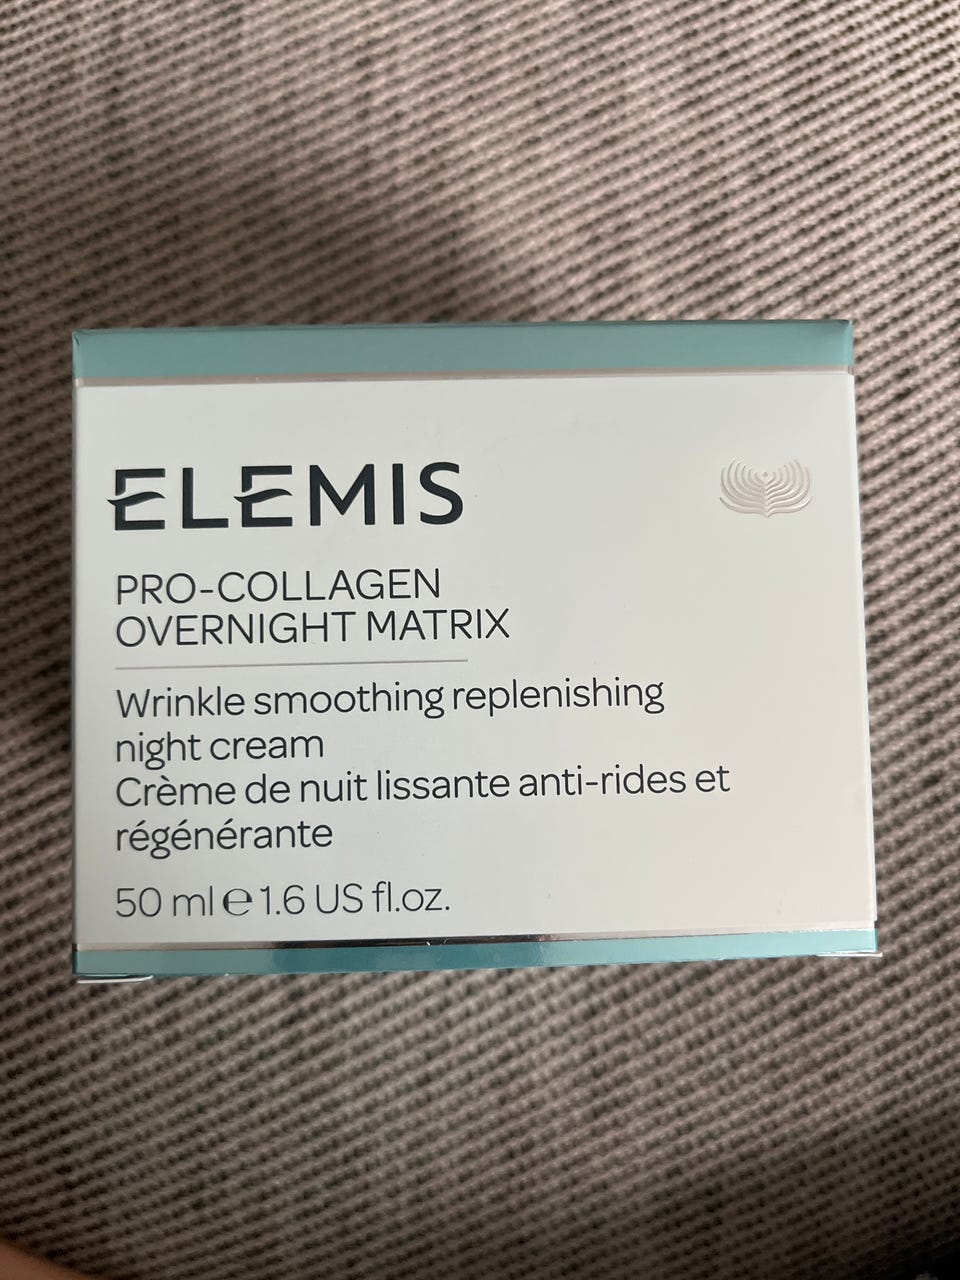 ELEMIS
PRO-COLLAGEN
OVERNIGHT MATRIX
Wrinkle smoothing replenishing
night cream
Crème de nuit lissante anti-rides et
régénérante
50 ml ℮ 1.6 US fl.oz.